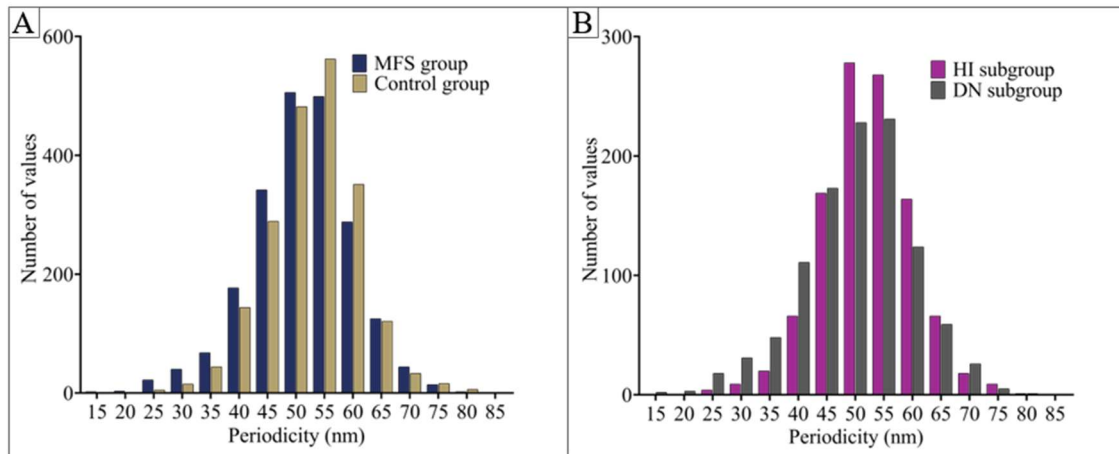 A
600
400
200
0
Number of values
MFS group
Control group
15 20 25 30 35 40 45 50 55 60 65 70 75 80 85
Periodicity (nm)
B
300
200
100
0
Number of values
HI subgroup
DN subgroup
15 20 25 30 35 40 45 50 55 60 65 70 75 80 85
Periodicity (nm)